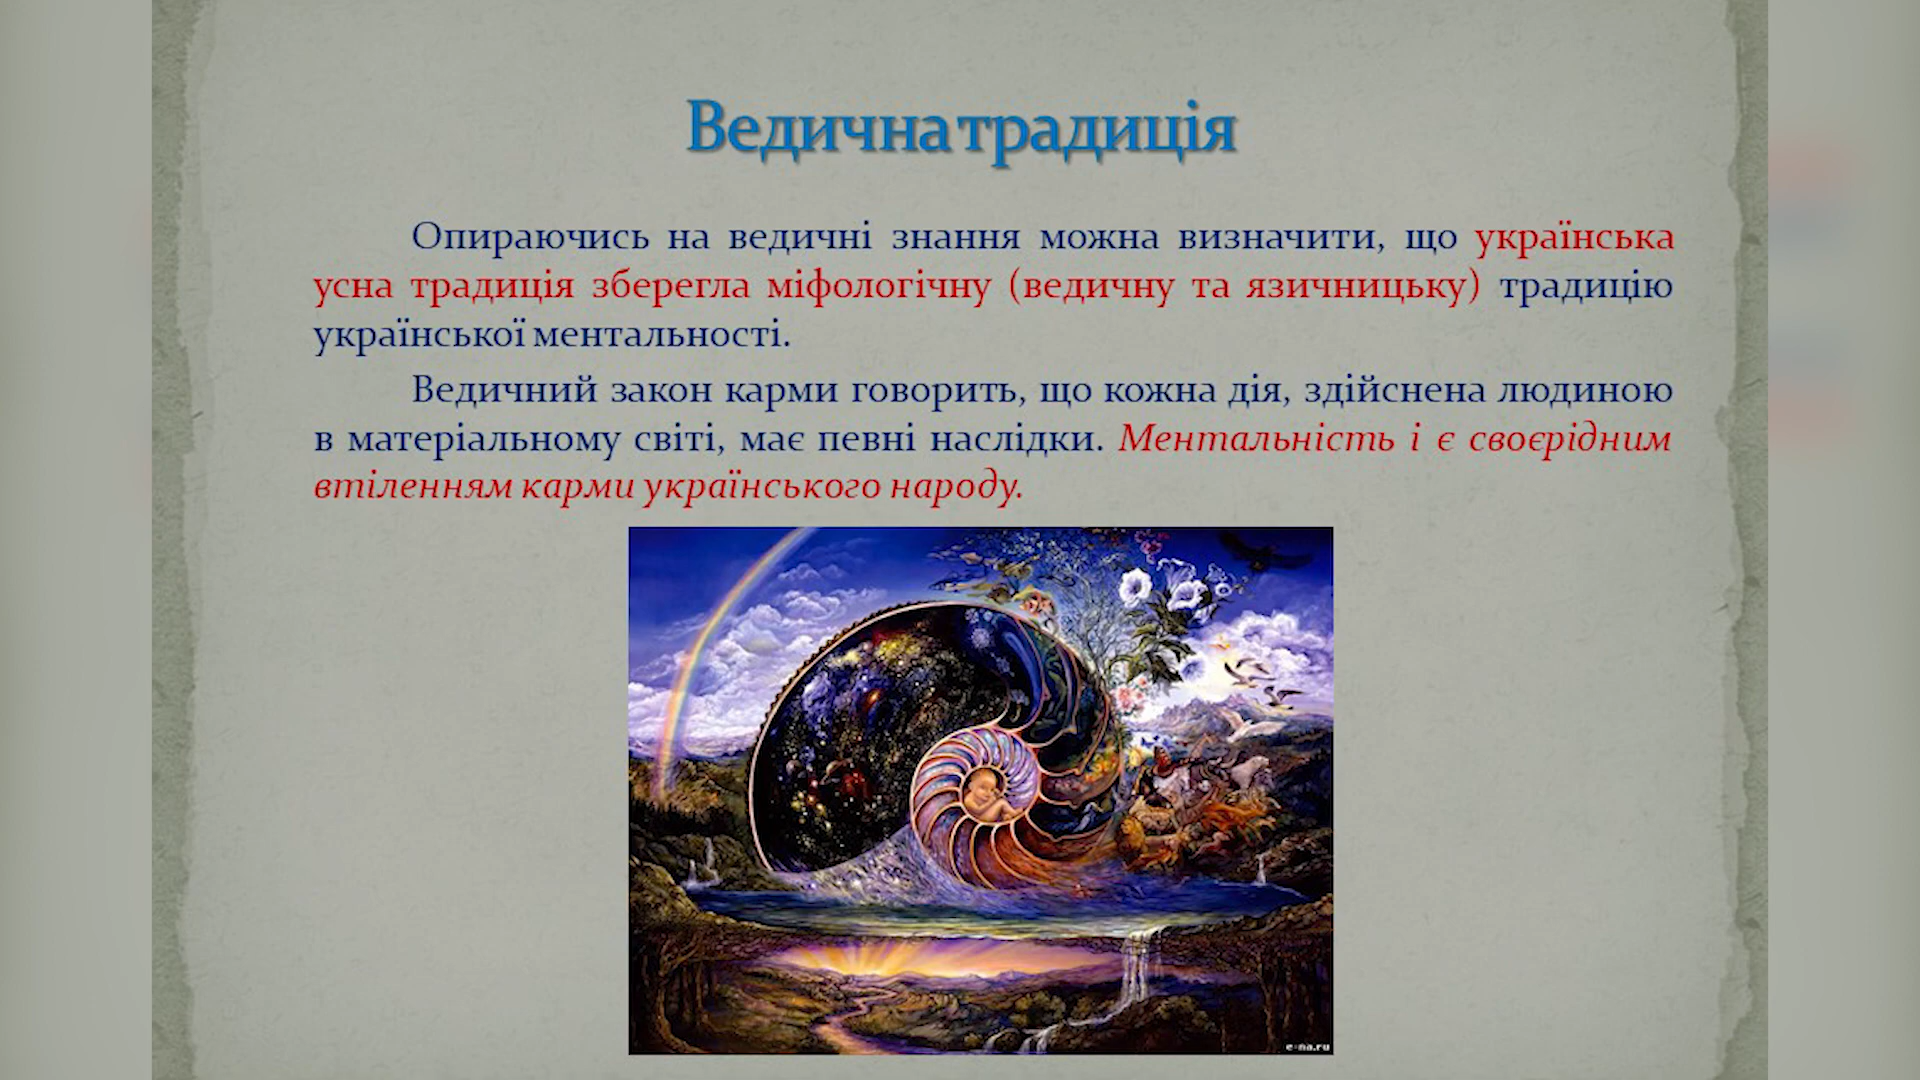 Ведична традиція
Опираючись на ведичні знання можна визначити, що українська
усна традиція зберегла міфологічну (ведичну та язичницьку) традицію
української ментальності.
Ведичний закон карми говорить, що кожна дія, здійснена людиною
в матеріальному світі, має певні наслідки. Ментальність і є своєрідним
втіленням карми українського народу.
e-na.ru